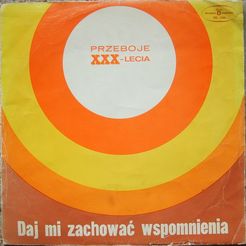 PRZEBOJE
XXX-LECIA
Daj mi zachować wspomnienia